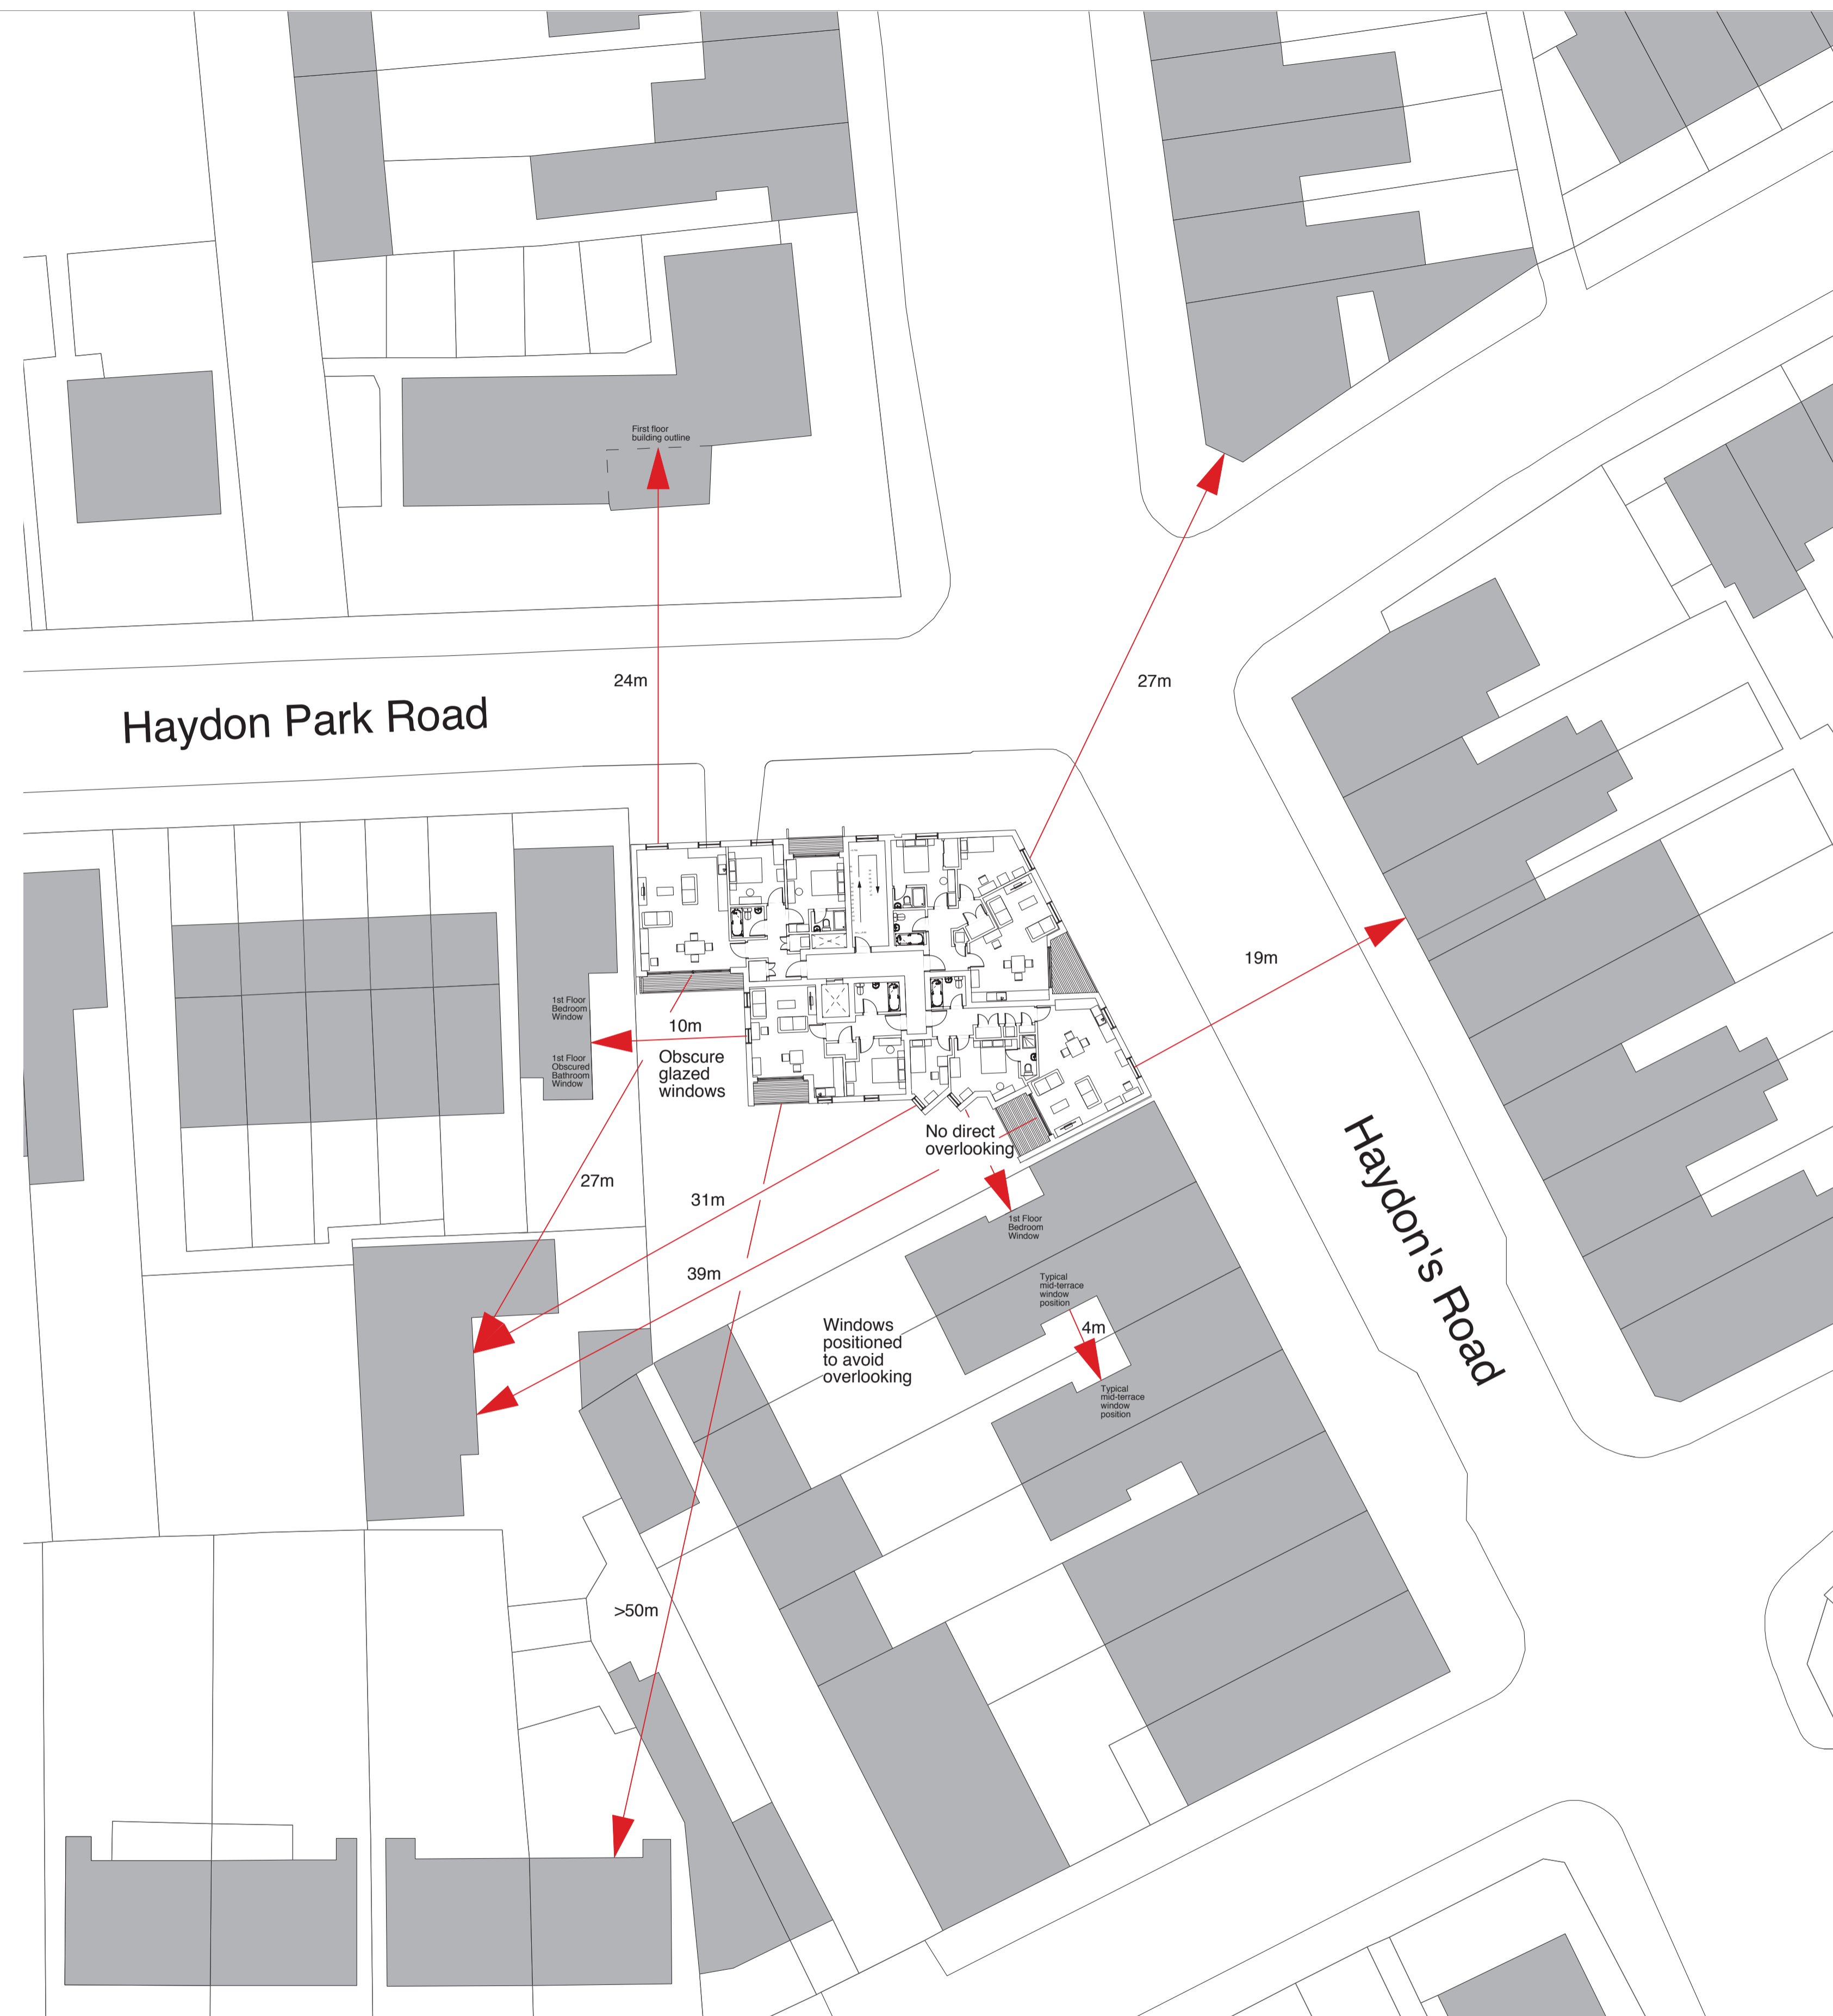 First floor
building outline
24m
27m
Haydon Park Road
19m
1st Floor
Bedroom
Window
10m
1st Floor
Obscured
Bathroom
Window
Obscure
glazed
windows
No direct
overlooking
27m
31m
1st Floor
Bedroom
Window
39m
Typical
mid-terrace
window
position
Windows
positioned
to avoid
overlooking
4m
Typical
mid-terrace
window
position
Haydon's Road
>50m